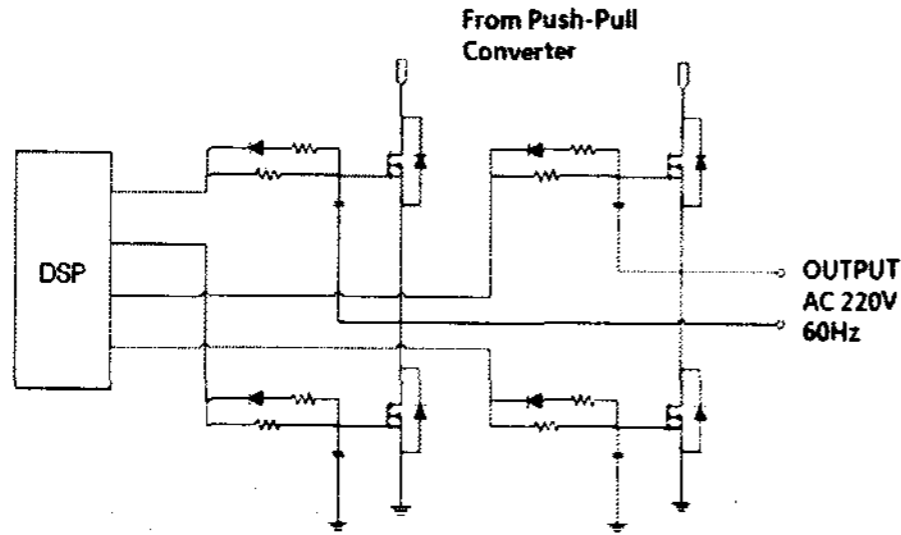 From Push-Pull
Converter
DSP
OUTPUT
AC 220V
60Hz